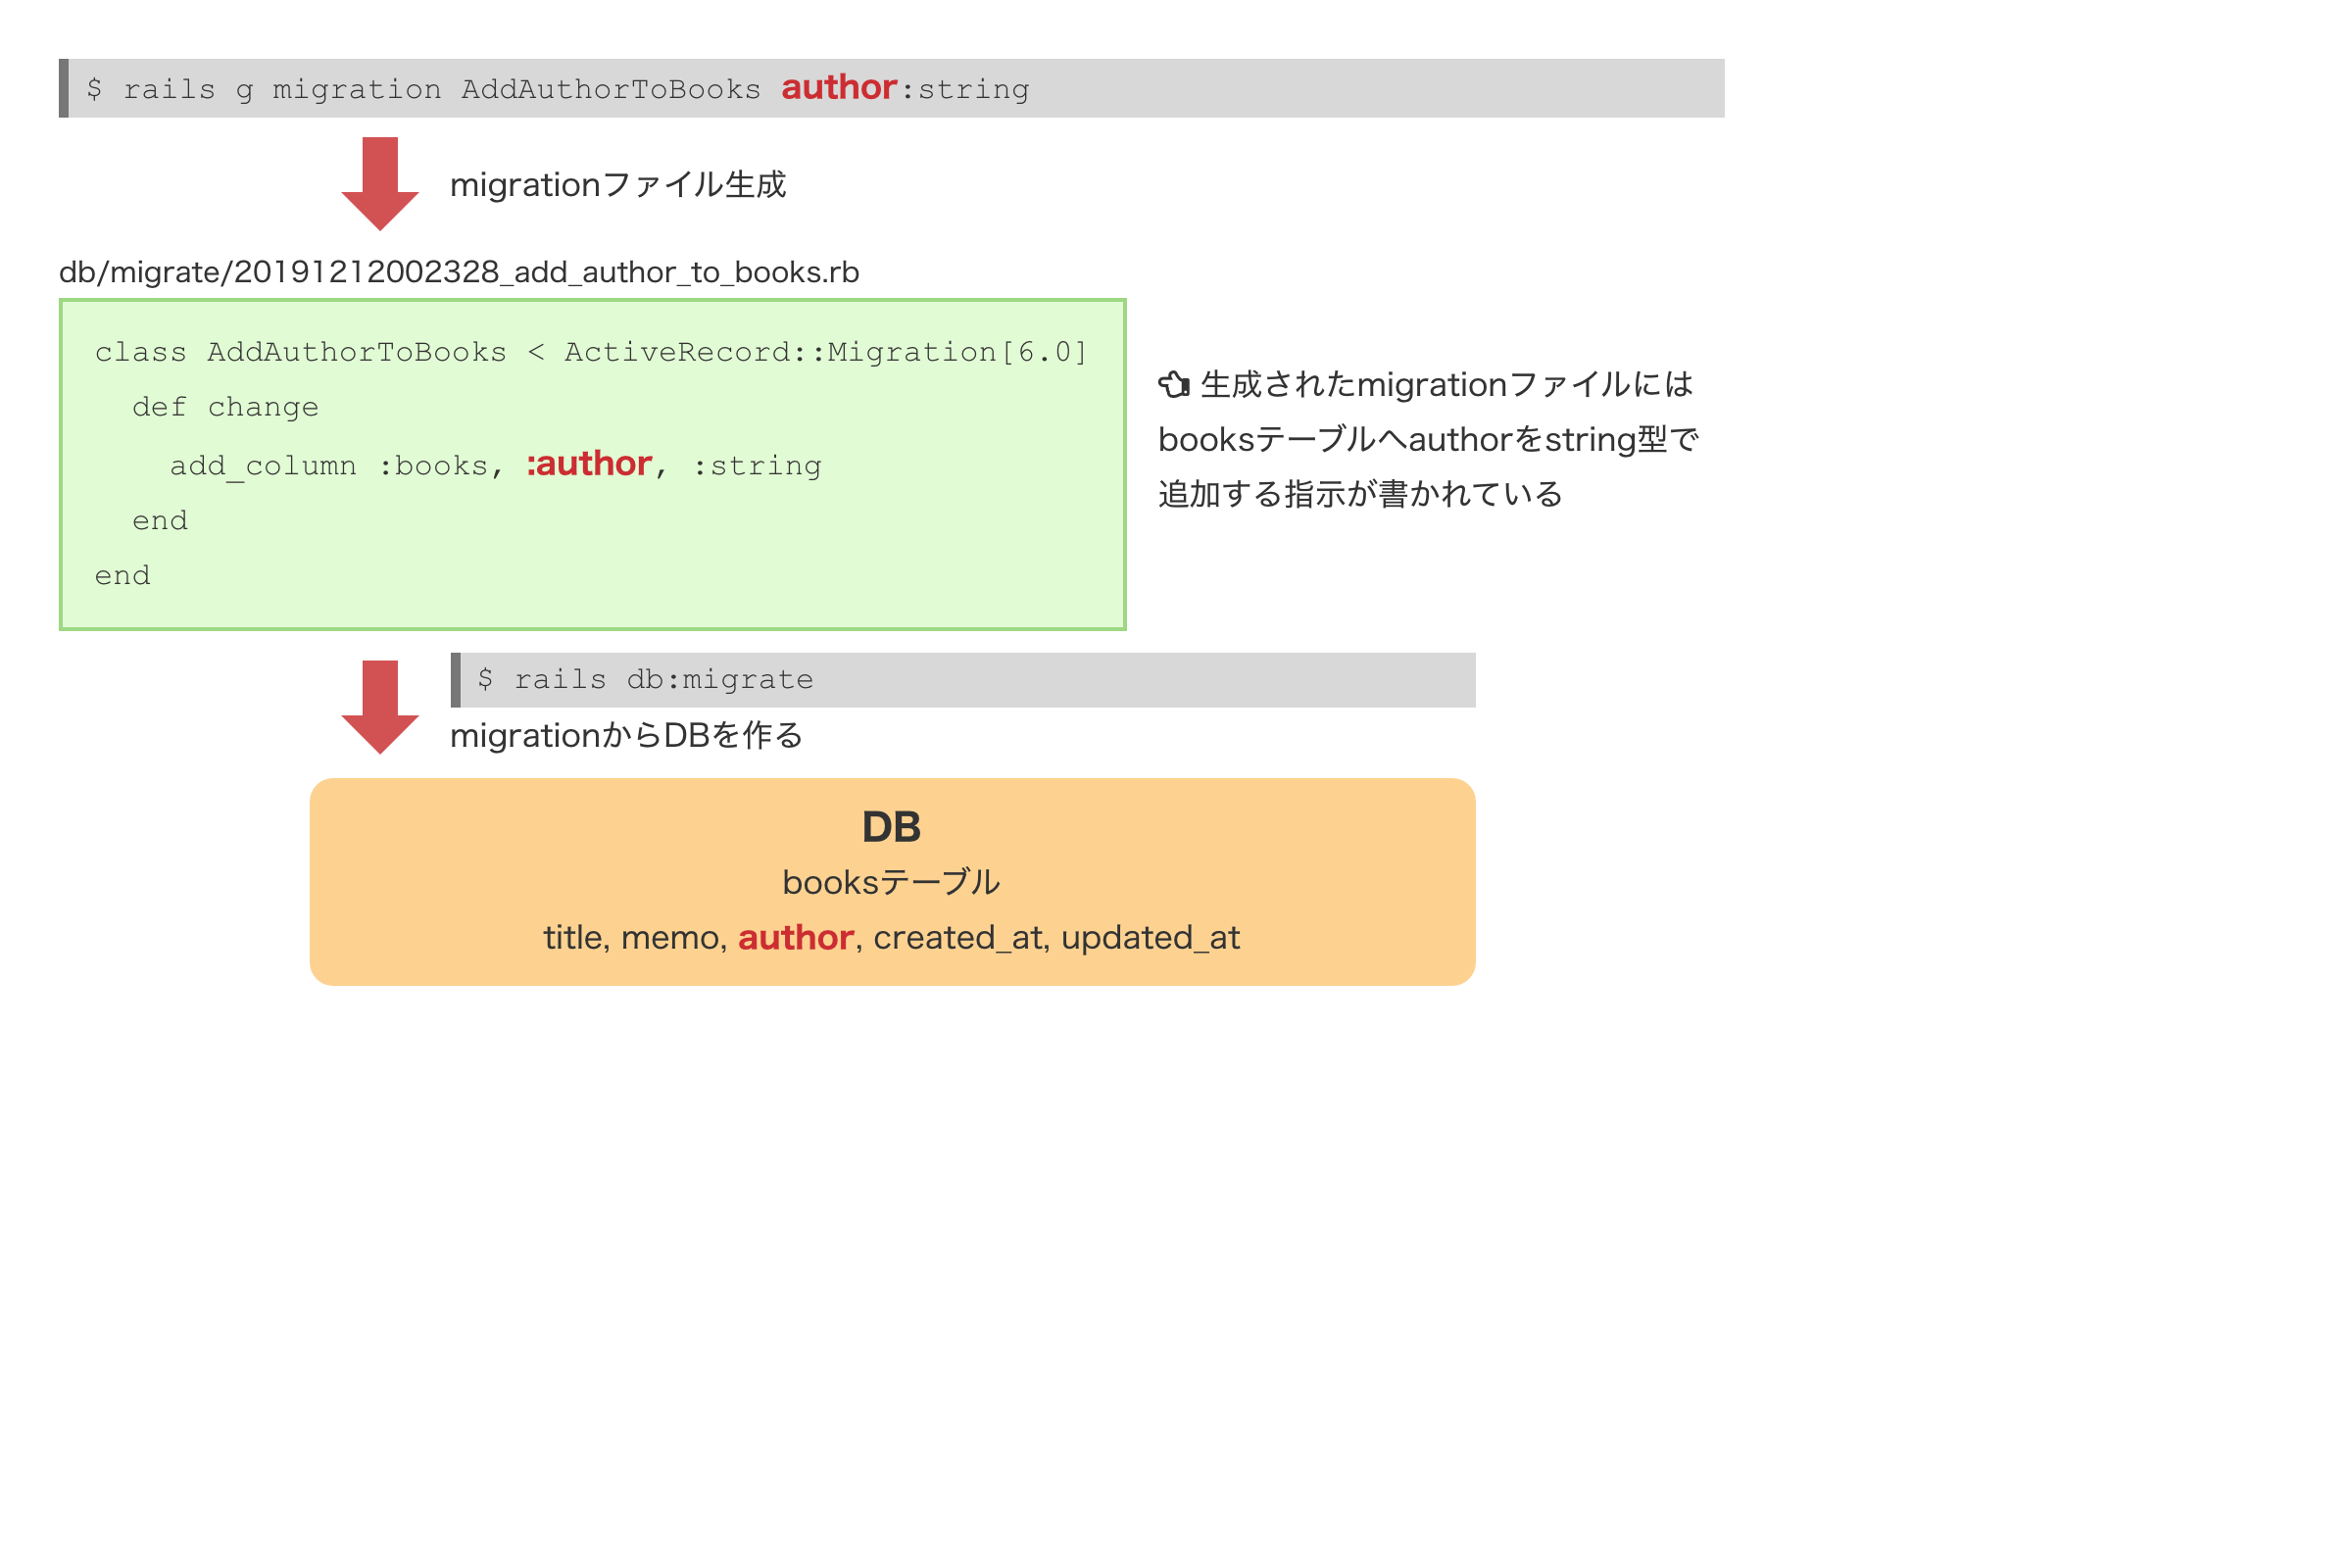 $ rails g migration AddAuthorToBooks author:string
migrationファイル生成
db/migrate/20191212002328_add_author_to_books.rb
class AddAuthorToBooks < ActiveRecord::Migration[6.0]
def change
add_column :books, :author, :string
end
end
生成されたmigrationファイルには
booksテーブルへauthorをstring型で
追加する指示が書かれている
$ rails db:migrate
migrationからDBを作る
DB
booksテーブル
title, memo, author, created_at, updated_at